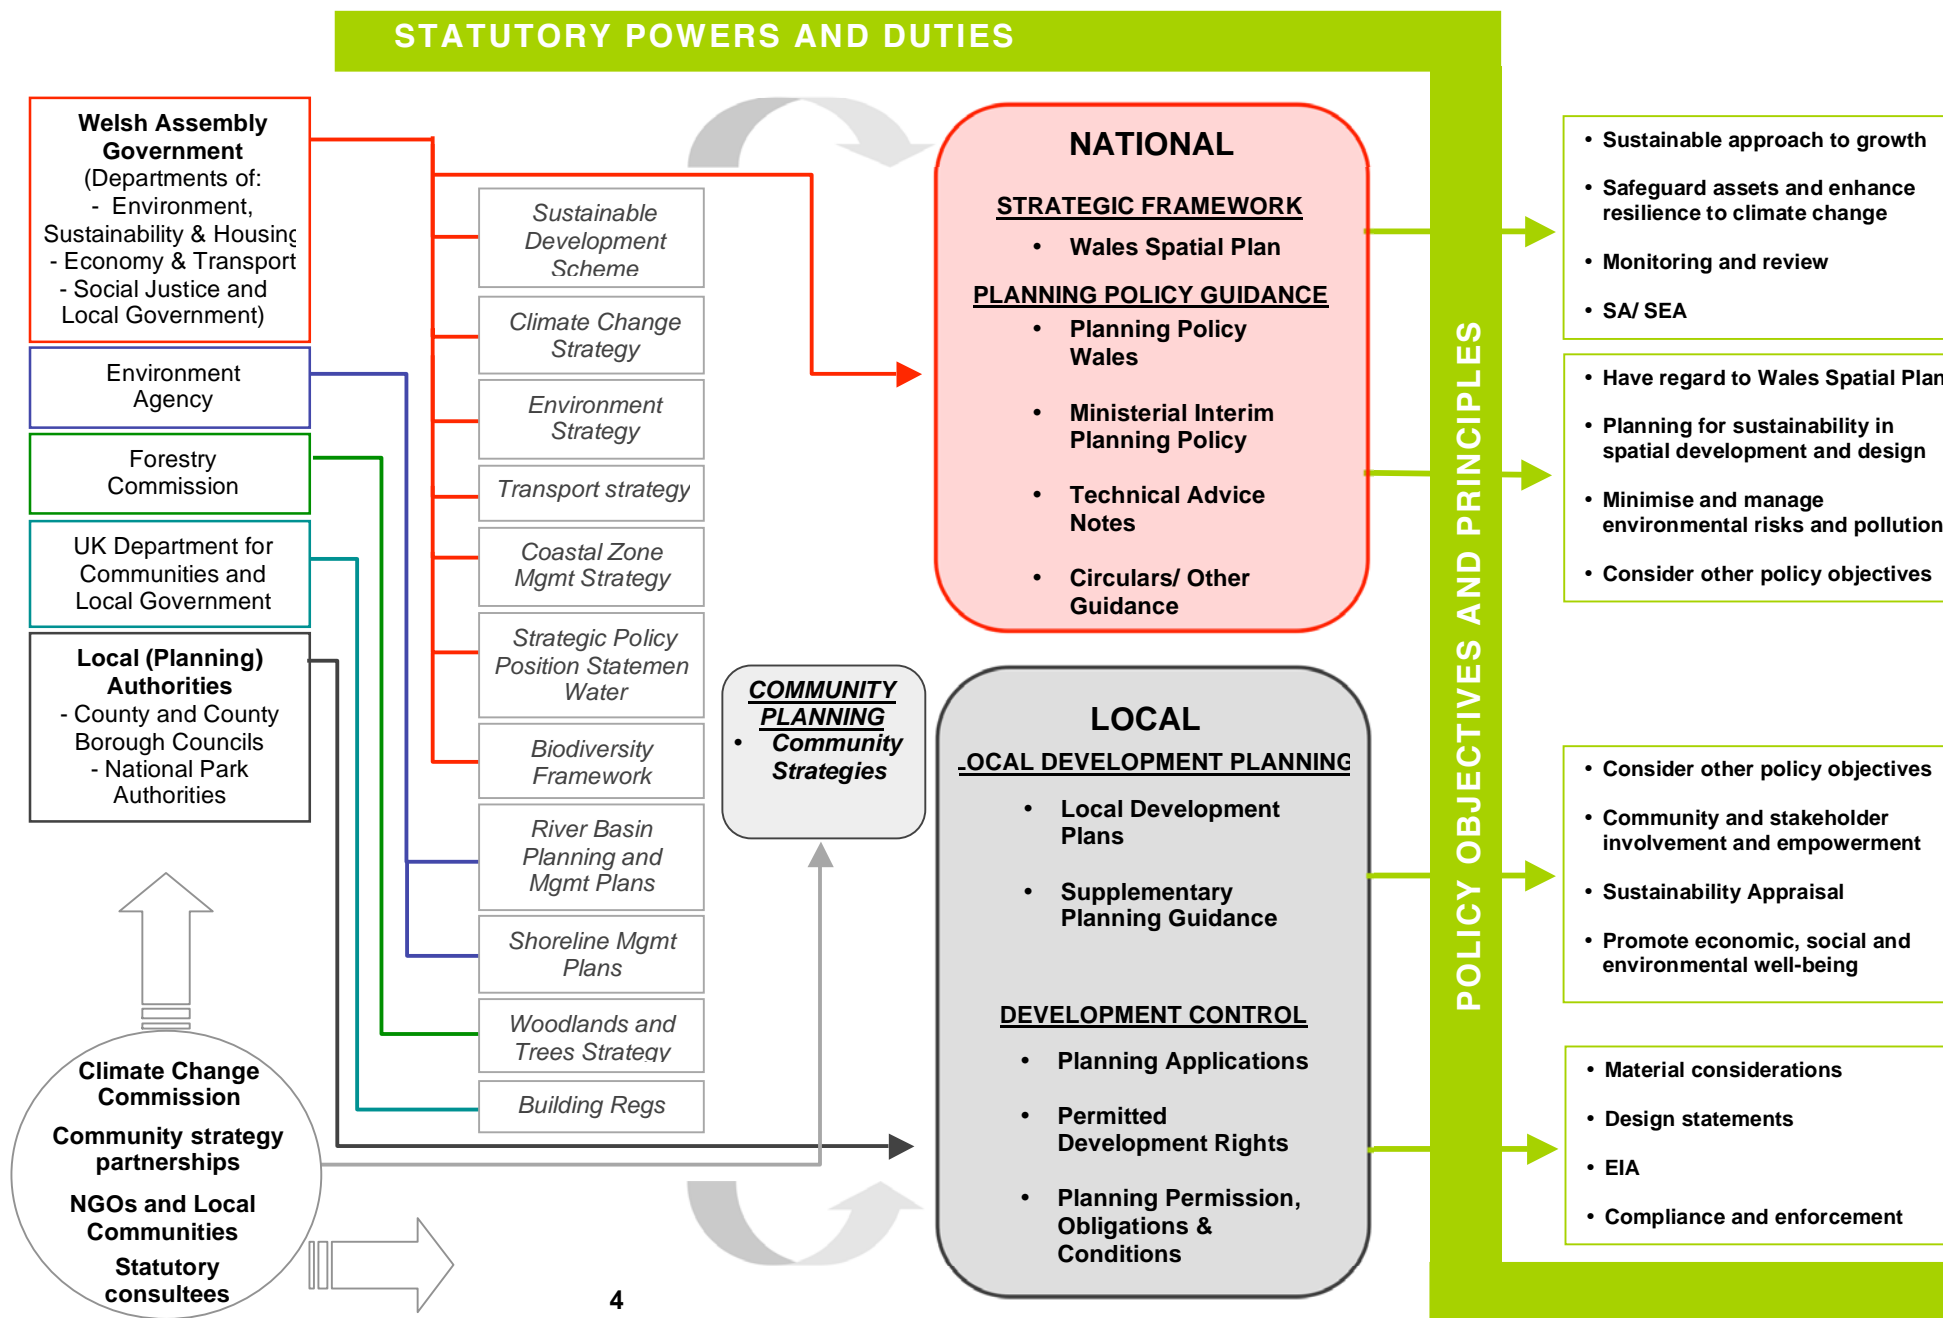 STATUTORY POWERS AND DUTIES
Welsh Assembly
Government
(Departments of:
- Environment,
Sustainability & Housing
- Economy & Transport
- Social Justice and
Local Government)
Environment
Agency
Forestry
Commission
UK Department for
Communities and
Local Government
Local (Planning)
Authorities
- County and County
Borough Councils
- National Park
Authorities
Climate Change
Commission
Community strategy
partnerships
NGOs and Local
Communities
Statutory
consultees
Sustainable
Development
Scheme
Climate Change
Strategy
Environment
Strategy
Transport strategy
Coastal Zone
Mgmt Strategy
Strategic Policy
Position Statemen
Water
Biodiversity
Framework
River Basin
Planning and
Mgmt Plans
Shoreline Mgmt
Plans
Woodlands and
Trees Strategy
Building Regs
COMMUNITY
PLANNING
• Community
Strategies
NATIONAL
STRATEGIC FRAMEWORK
• Wales Spatial Plan
PLANNING POLICY GUIDANCE
• Planning Policy
Wales
• Ministerial Interim
Planning Policy
• Technical Advice
Notes
• Circulars/ Other
Guidance
LOCAL
LOCAL DEVELOPMENT PLANNING
• Local Development
Plans
• Supplementary
Planning Guidance
DEVELOPMENT CONTROL
• Planning Applications
• Permitted
Development Rights
• Planning Permission,
Obligations &
Conditions
POLICY OBJECTIVES AND PRINCIPLES
• Sustainable approach to growth
• Safeguard assets and enhance
resilience to climate change
• Monitoring and review
• SA/ SEA
• Have regard to Wales Spatial Plan
• Planning for sustainability in
spatial development and design
• Minimise and manage
environmental risks and pollution
• Consider other policy objectives
• Consider other policy objectives
• Community and stakeholder
involvement and empowerment
• Sustainability Appraisal
• Promote economic, social and
environmental well-being
• Material considerations
• Design statements
• EIA
• Compliance and enforcement
4